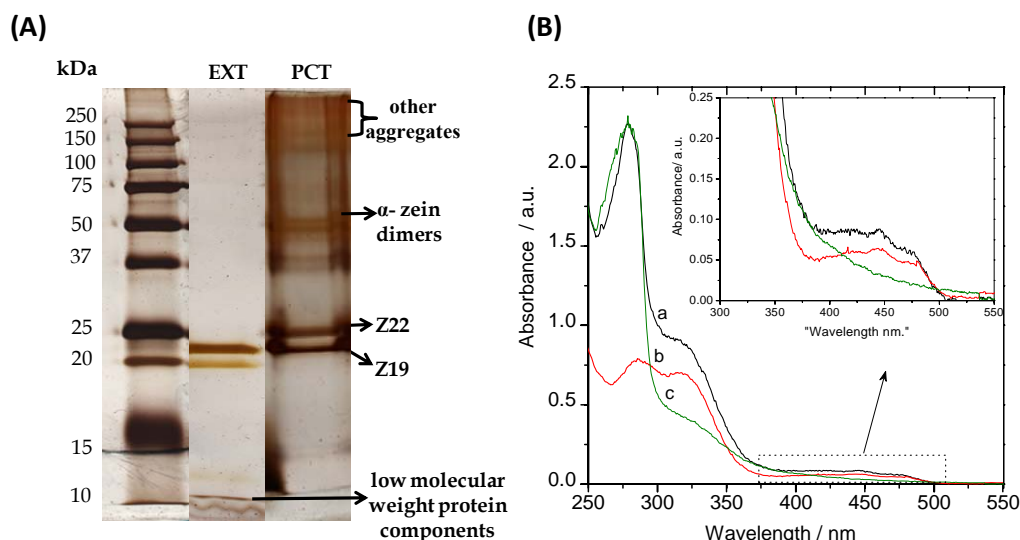 (A)
kDa
EXT
PCT
250
150
100
75
50
37
25
20
15
10
other
aggregates
α- zein
dimers
Z22
Z19
low molecular
weight protein
components
(B)
Absorbance / a.u.
2.5
2.0
1.5
1.0
0.5
0.0
250
300
350
400
450
500
550
Wavelength / nm
a
b
c
Absorbance/ a.u.
0.25
0.20
0.15
0.10
0.05
0.00
300
350
400
450
500
550
"Wavelength nm."